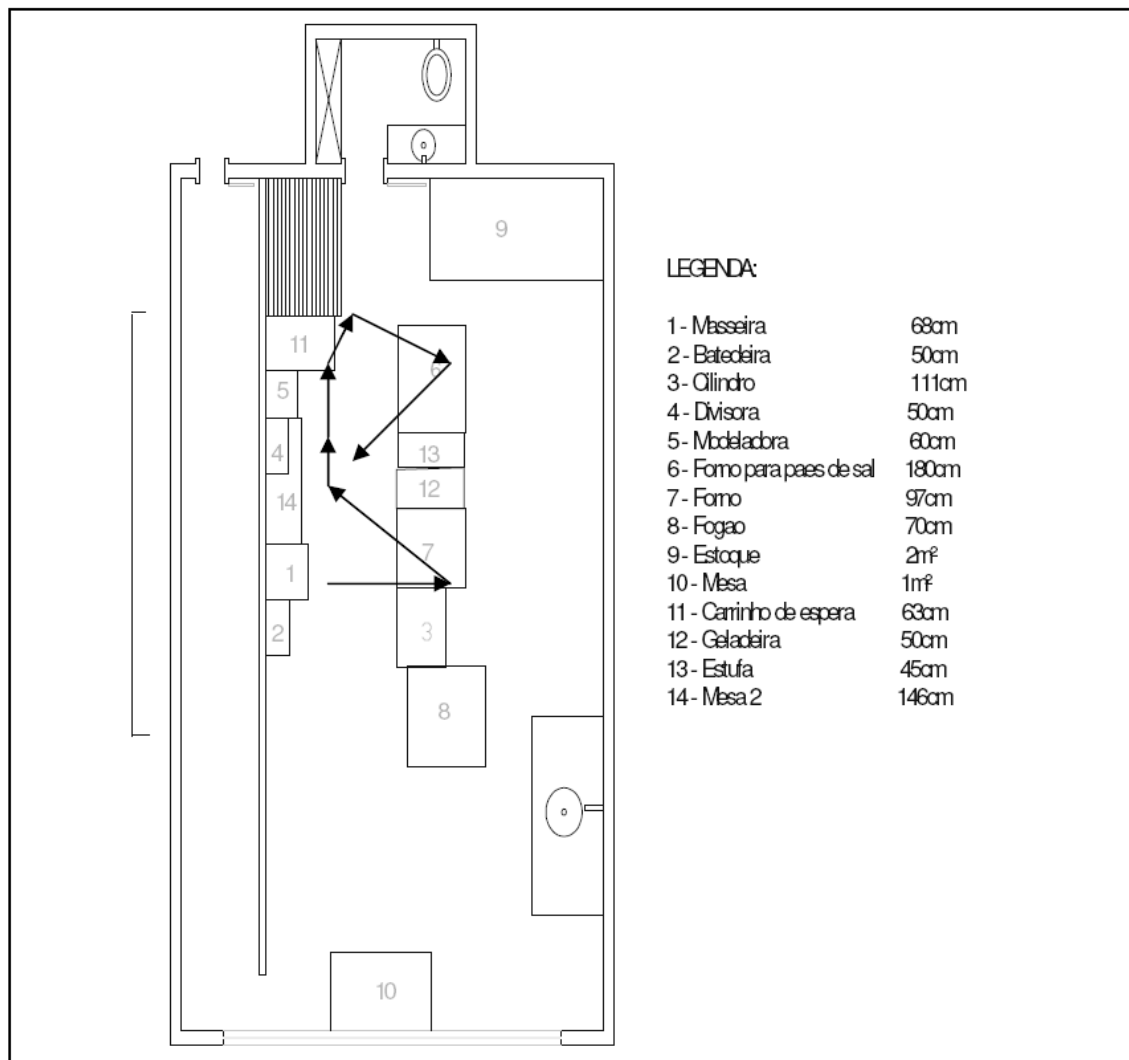 9
11
6
5
4
13
12
14
7
1
3
2
8
10
LEGENDA:
1 - Masseira 68cm
2 - Batedeira 50cm
3 - Cilindro 111cm
4 - Divisora 50cm
5 - Modeladora 60cm
6 - Forno para paes de sal 180cm
7 - Forno 97cm
8 - Fogao 70cm
9 - Estoque 2m²
10 - Mesa 1m²
11 - Carrinho de espera 63cm
12 - Geladeira 50cm
13 - Estufa 45cm
14 - Mesa 2 146cm